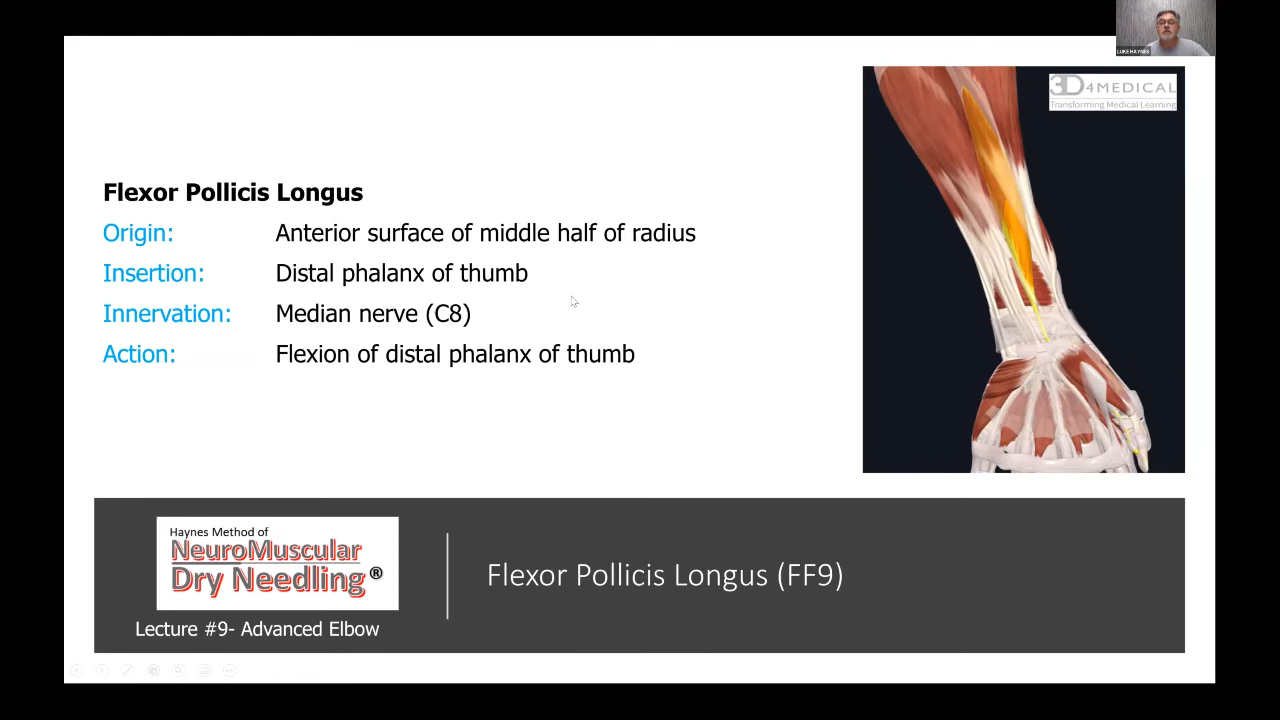 LUKE HAYNES
3D4MEDICAL
Transforming Medical Learning
Flexor Pollicis Longus
Origin: Anterior surface of middle half of radius
Insertion: Distal phalanx of thumb
Innervation: Median nerve (C8)
Action: Flexion of distal phalanx of thumb
Haynes Method of
NeuroMuscular
Dry Needling®
Lecture #9- Advanced Elbow
Flexor Pollicis Longus (FF9)